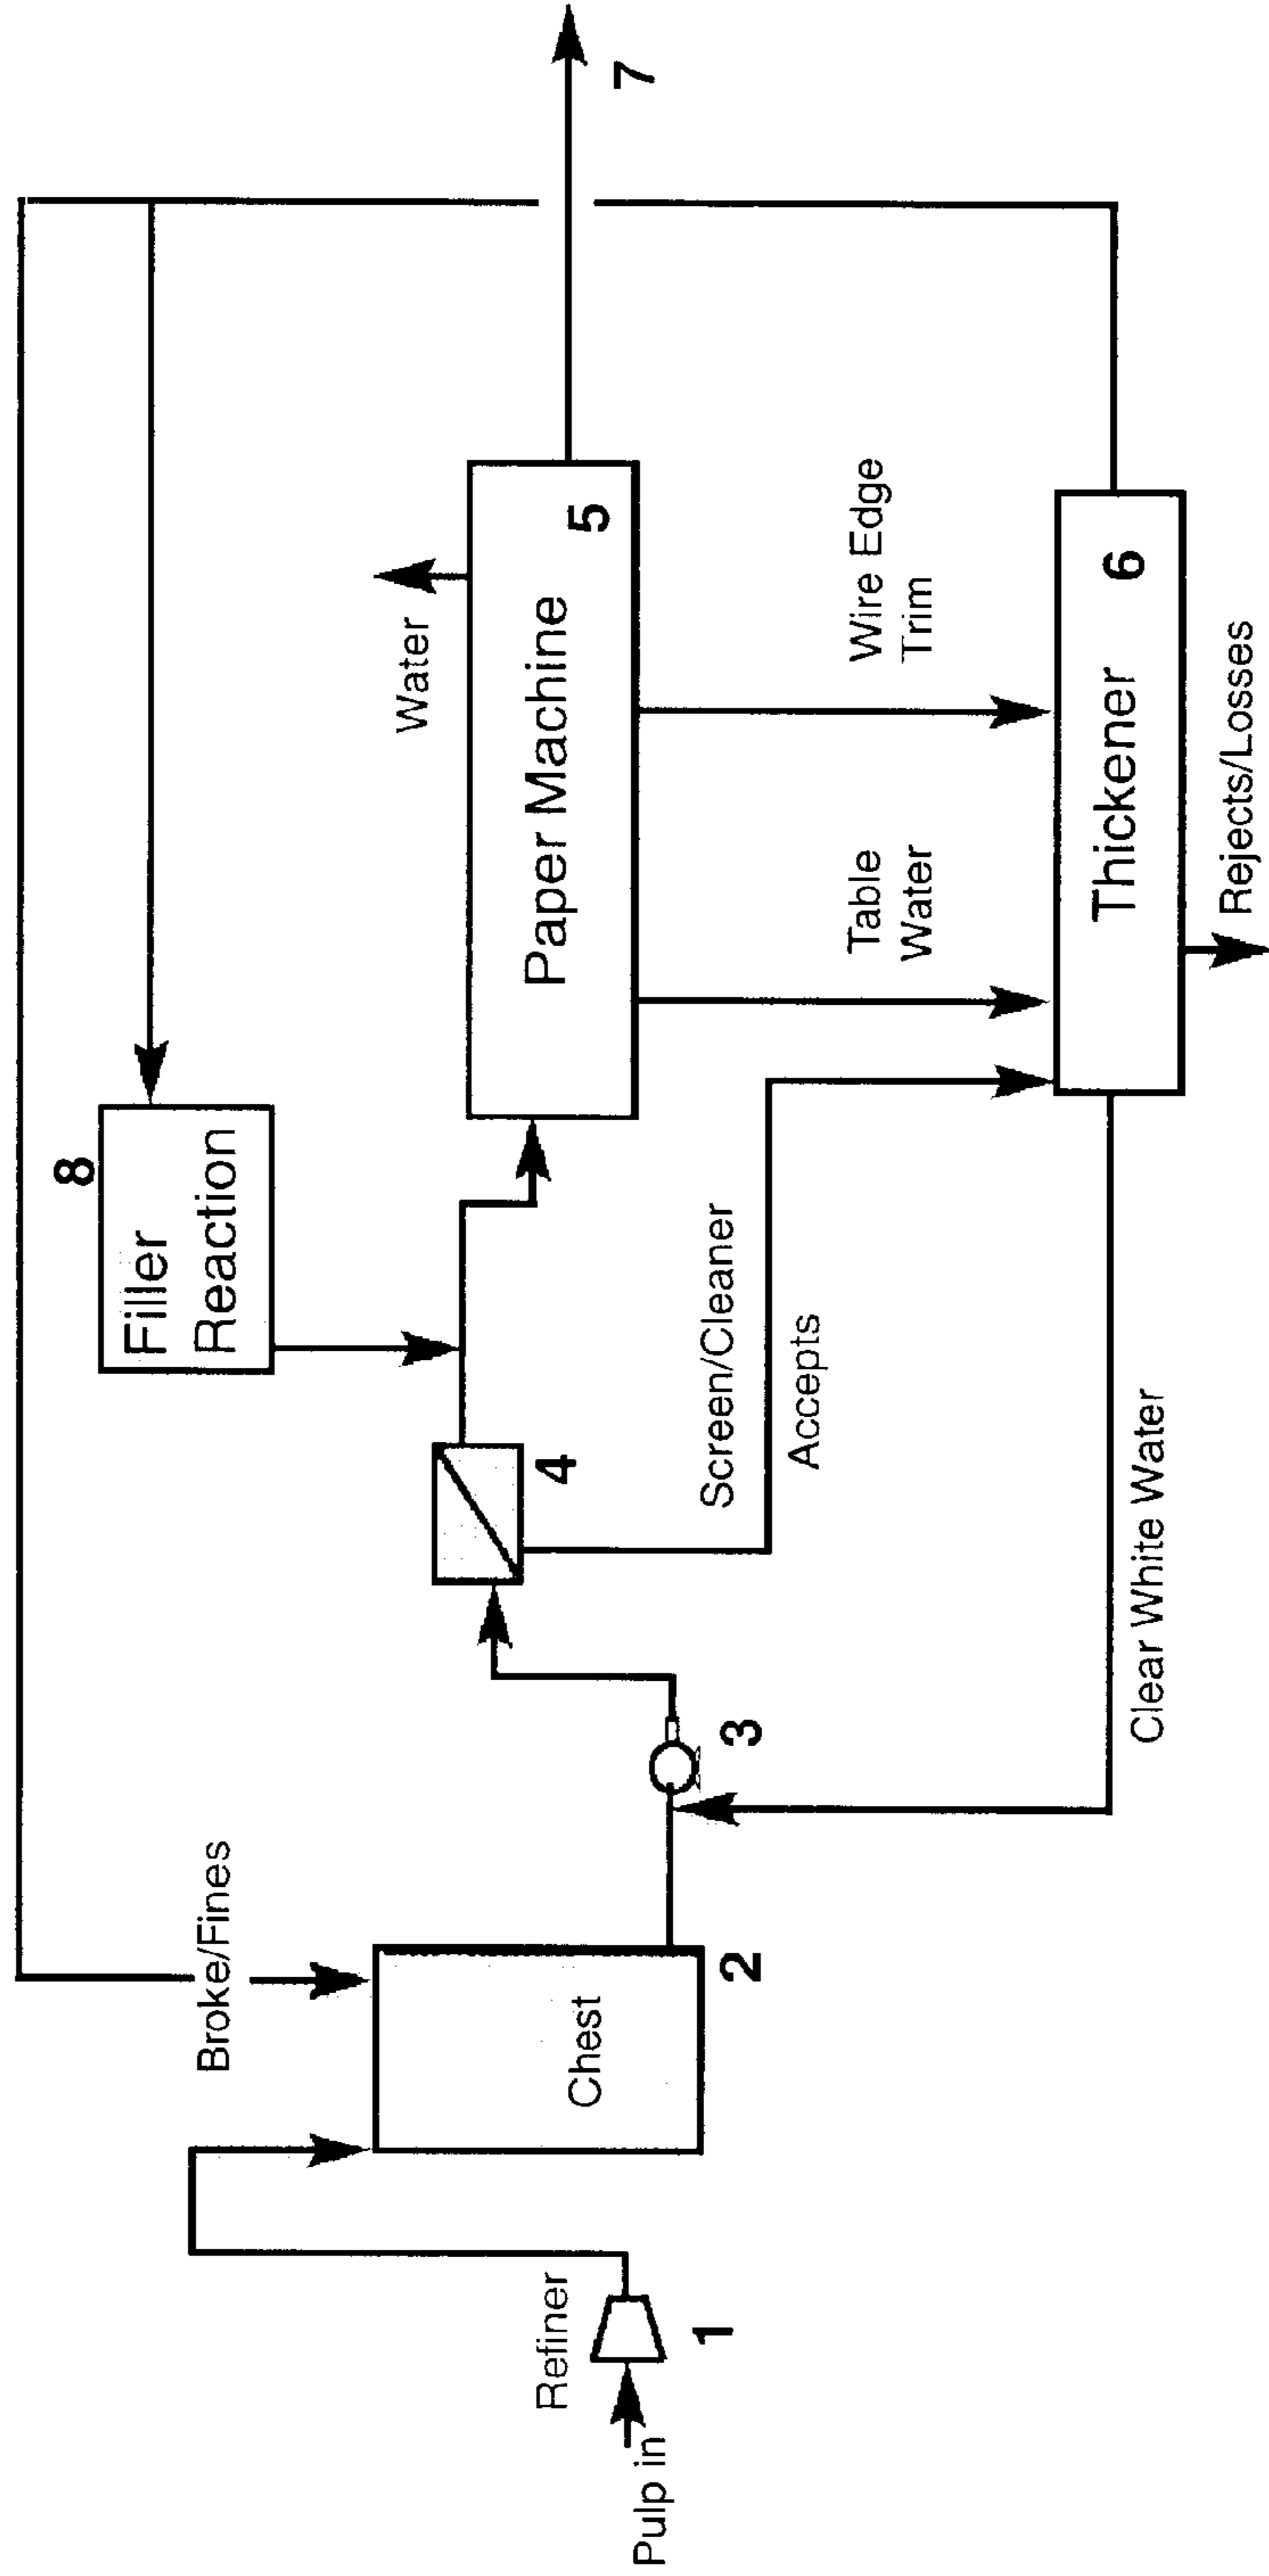 Pulp in
Refiner
1
Broke/Fines
Chest
2
3
4
Clear White Water
Screen/Cleaner
Accepts
8
Filler
Reaction
Water
Paper Machine
5
Table
Water
Wire Edge
Trim
Thickener
6
Rejects/Losses
7